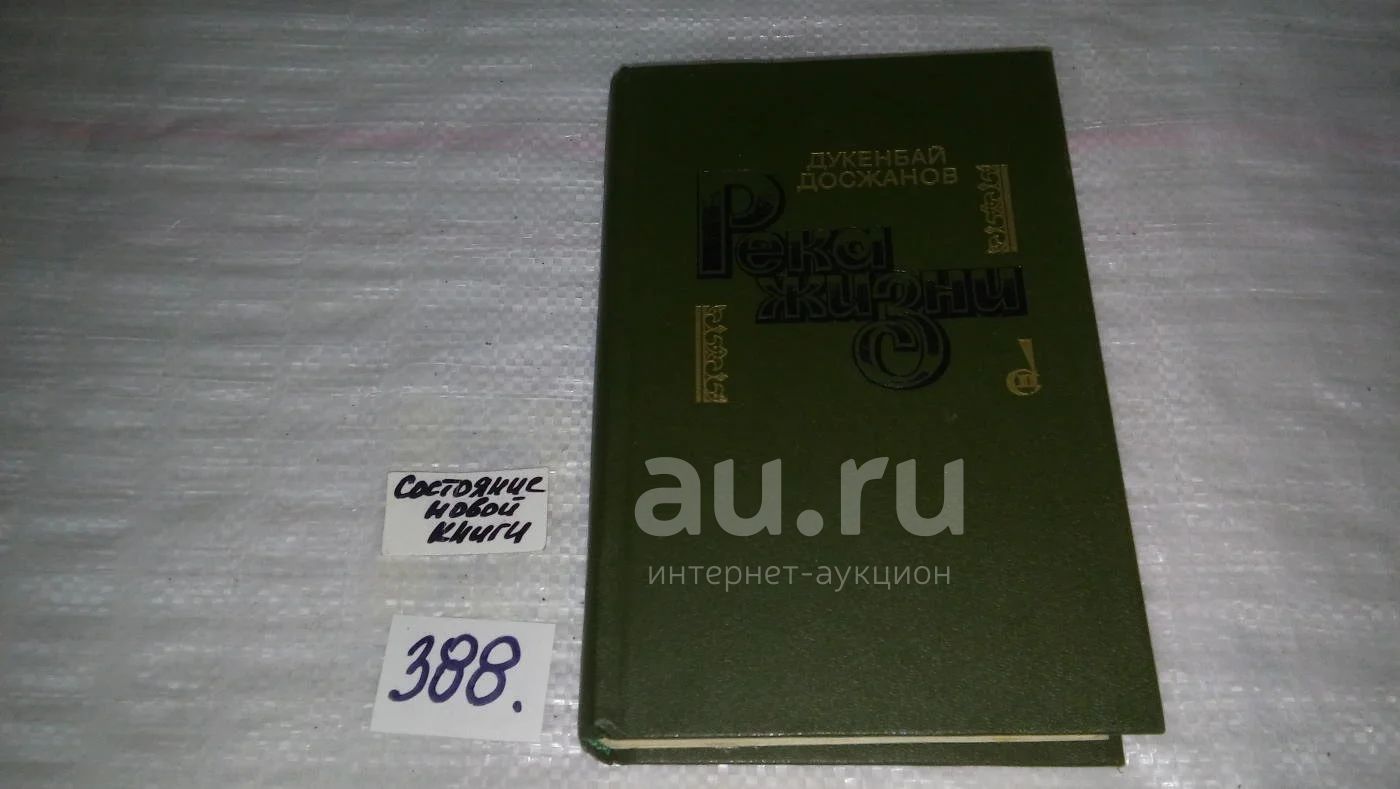 ДУКЕНБАЙ
ДОСЖАНОВ
Река
жизни
Состояние
новой
книги
388.
au.ru
интернет-аукцион